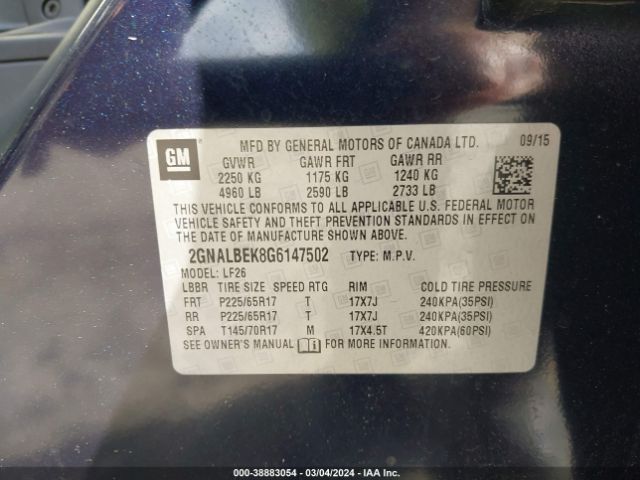 GM
MFD BY GENERAL MOTORS OF CANADA LTD. 09/15
GVWR GAWR FRT GAWR RR
2250 KG 1175 KG 1240 KG
4960 LB 2590 LB 2733 LB
THIS VEHICLE CONFORMS TO ALL APPLICABLE U.S. FEDERAL MOTOR
VEHICLE SAFETY AND THEFT PREVENTION STANDARDS IN EFFECT ON
THE DATE OF MANUFACTURE SHOWN ABOVE.
2GNALBEK8G6147502 TYPE: M.P.V.
MODEL: LF26
LBBR TIRE SIZE SPEED RTG RIM COLD TIRE PRESSURE
FRT P225/65R17 T 17X7J 240KPA(35PSI)
RR P225/65R17 T 17X7J 240KPA(35PSI)
SPA T145/70R17 M 17X4.5T 420KPA(60PSI)
SEE OWNER'S MANUAL FOR MORE INFORMATION.
000-38883054 - 03/04/2024 - IAA Inc.